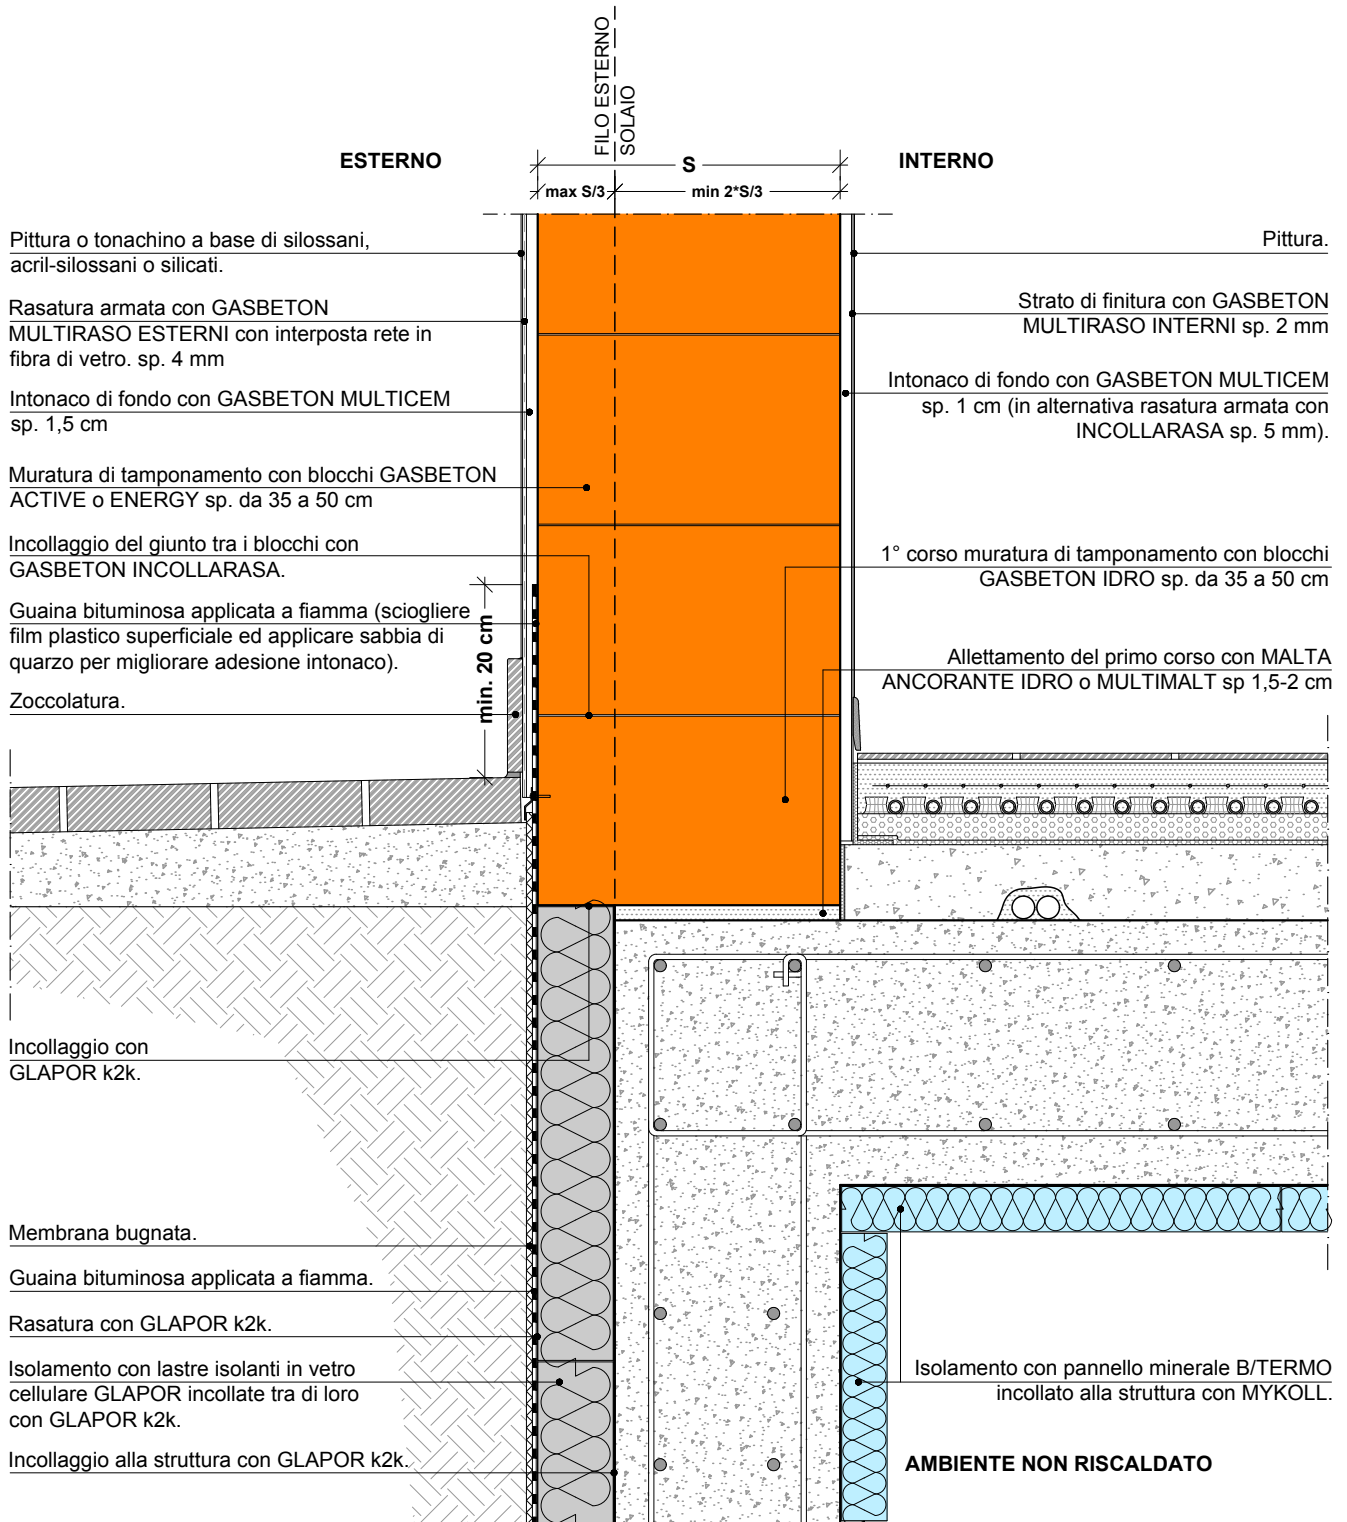 FILO ESTERNO
SOLAIO
ESTERNO
S
INTERNO
max S/3
min 2*S/3
Pittura o tonachino a base di silossani,
acril-silossani o silicati.
Rasatura armata con GASBETON
MULTIRASO ESTERNI con interposta rete in
fibra di vetro. sp. 4 mm
Intonaco di fondo con GASBETON MULTICEM
sp. 1,5 cm
Muratura di tamponamento con blocchi GASBETON
ACTIVE o ENERGY sp. da 35 a 50 cm
Incollaggio del giunto tra i blocchi con
GASBETON INCOLLARASA.
Guaina bituminosa applicata a fiamma (sciogliere
film plastico superficiale ed applicare sabbia di
quarzo per migliorare adesione intonaco).
Zoccolatura.
min. 20 cm
Incollaggio con
GLAPOR k2k.
Membrana bugnata.
Guaina bituminosa applicata a fiamma.
Rasatura con GLAPOR k2k.
Isolamento con lastre isolanti in vetro
cellulare GLAPOR incollate tra di loro
con GLAPOR k2k.
Incollaggio alla struttura con GLAPOR k2k.
Pittura.
Strato di finitura con GASBETON
MULTIRASO INTERNI sp. 2 mm
Intonaco di fondo con GASBETON MULTICEM
sp. 1 cm (in alternativa rasatura armata con
INCOLLARASA sp. 5 mm).
1° corso muratura di tamponamento con blocchi
GASBETON IDRO sp. da 35 a 50 cm
Allettamento del primo corso con MALTA
ANCORANTE IDRO o MULTIMALT sp 1,5-2 cm
Isolamento con pannello minerale B/TERMO
incollato alla struttura con MYKOLL.
AMBIENTE NON RISCALDATO